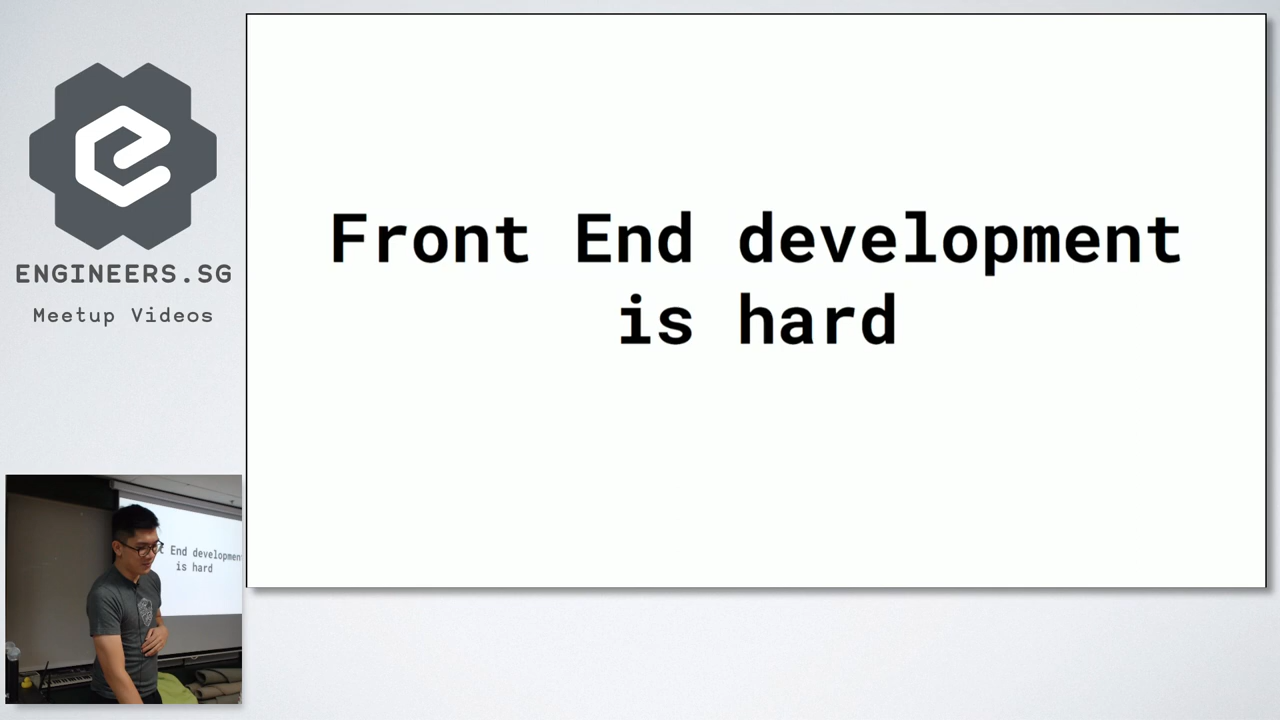 ENGINEERS.SG
Meetup Videos
Front End development
is hard
End development
is hard